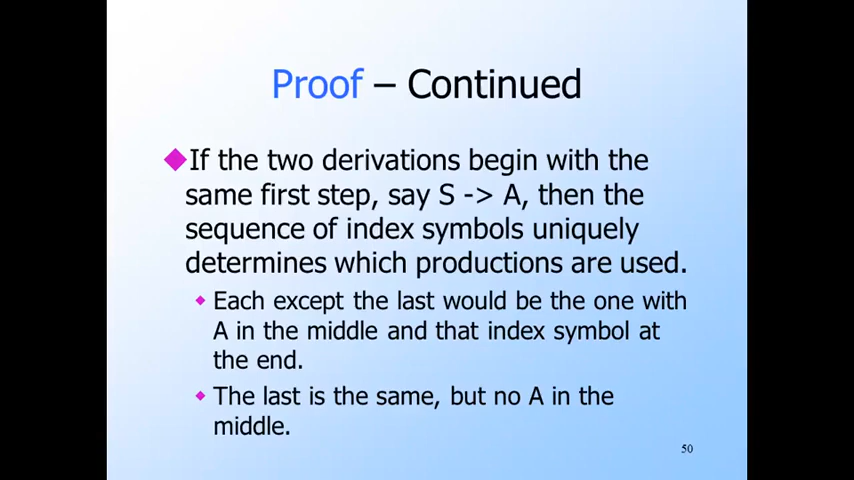 Proof – Continued
If the two derivations begin with the
same first step, say S -> A, then the
sequence of index symbols uniquely
determines which productions are used.
Each except the last would be the one with
A in the middle and that index symbol at
the end.
The last is the same, but no A in the
middle.
50